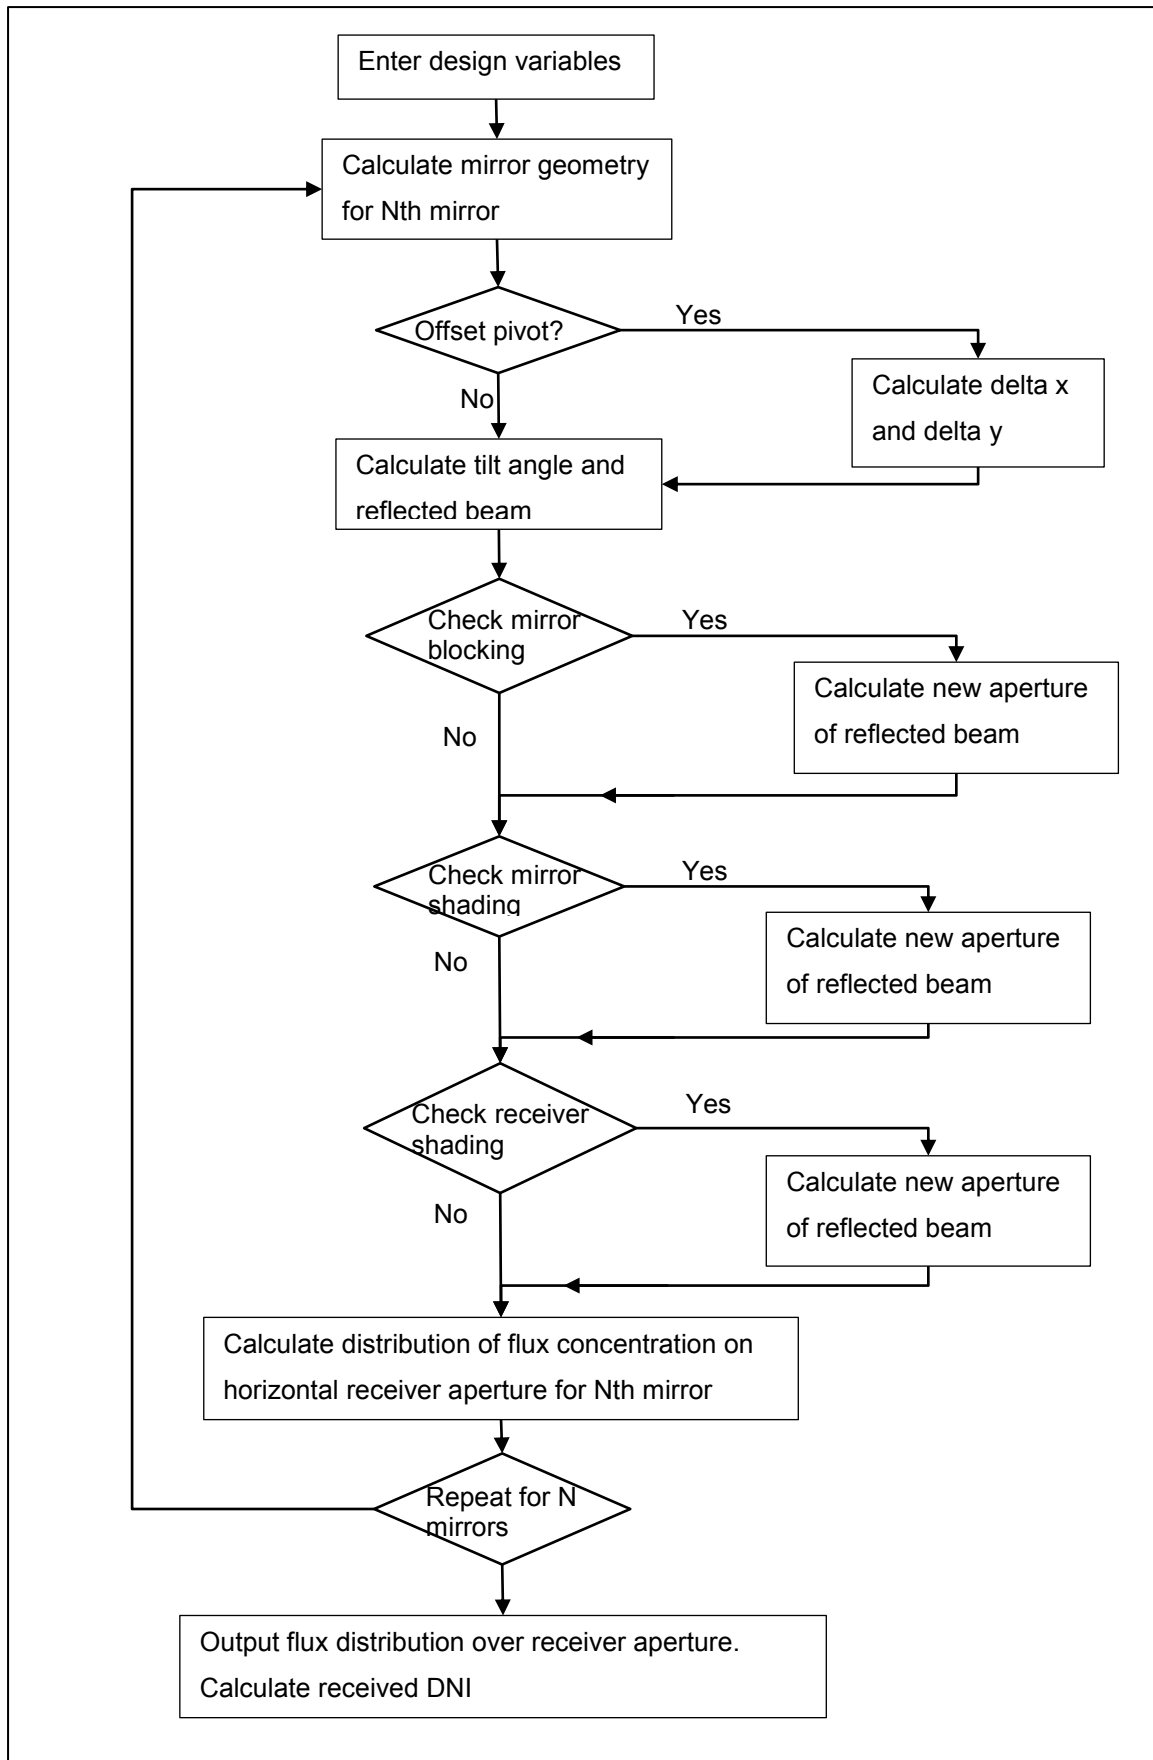 Enter design variables
Calculate mirror geometry
for Nth mirror
Offset pivot?
Yes
Calculate delta x
and delta y
No
Calculate tilt angle and
reflected beam
Check mirror
blocking
Yes
Calculate new aperture
of reflected beam
No
Check mirror
shading
Yes
Calculate new aperture
of reflected beam
No
Check receiver
shading
Yes
Calculate new aperture
of reflected beam
No
Calculate distribution of flux concentration on
horizontal receiver aperture for Nth mirror
Repeat for N
mirrors
Output flux distribution over receiver aperture.
Calculate received DNI